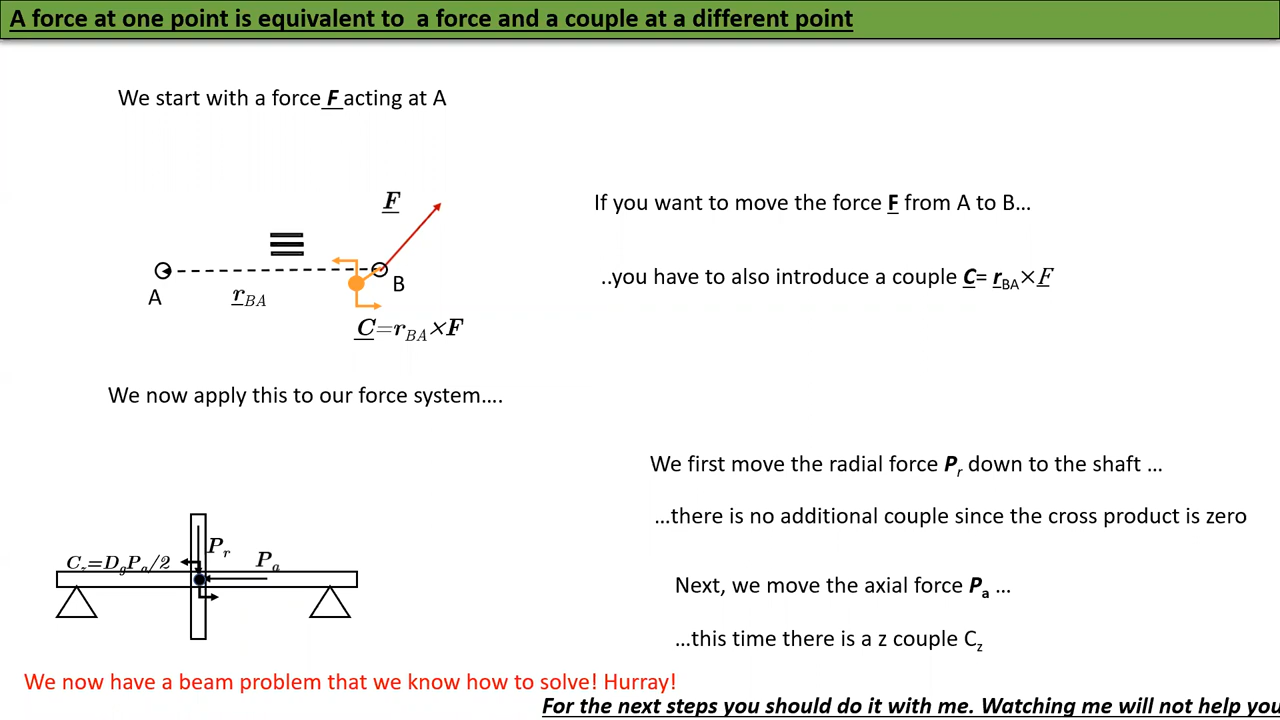 A force at one point is equivalent to a force and a couple at a different point
We start with a force F acting at A
F
If you want to move the force F from A to B…
A
B
r_BA
..you have to also introduce a couple C= r_BA×F
C=r_BA×F
We now apply this to our force system….
We first move the radial force P_r down to the shaft …
…there is no additional couple since the cross product is zero
P_r
C_z=D_gP_a/2
P_a
Next, we move the axial force P_a …
…this time there is a z couple C_z
We now have a beam problem that we know how to solve! Hurray!
For the next steps you should do it with me. Watching me will not help you